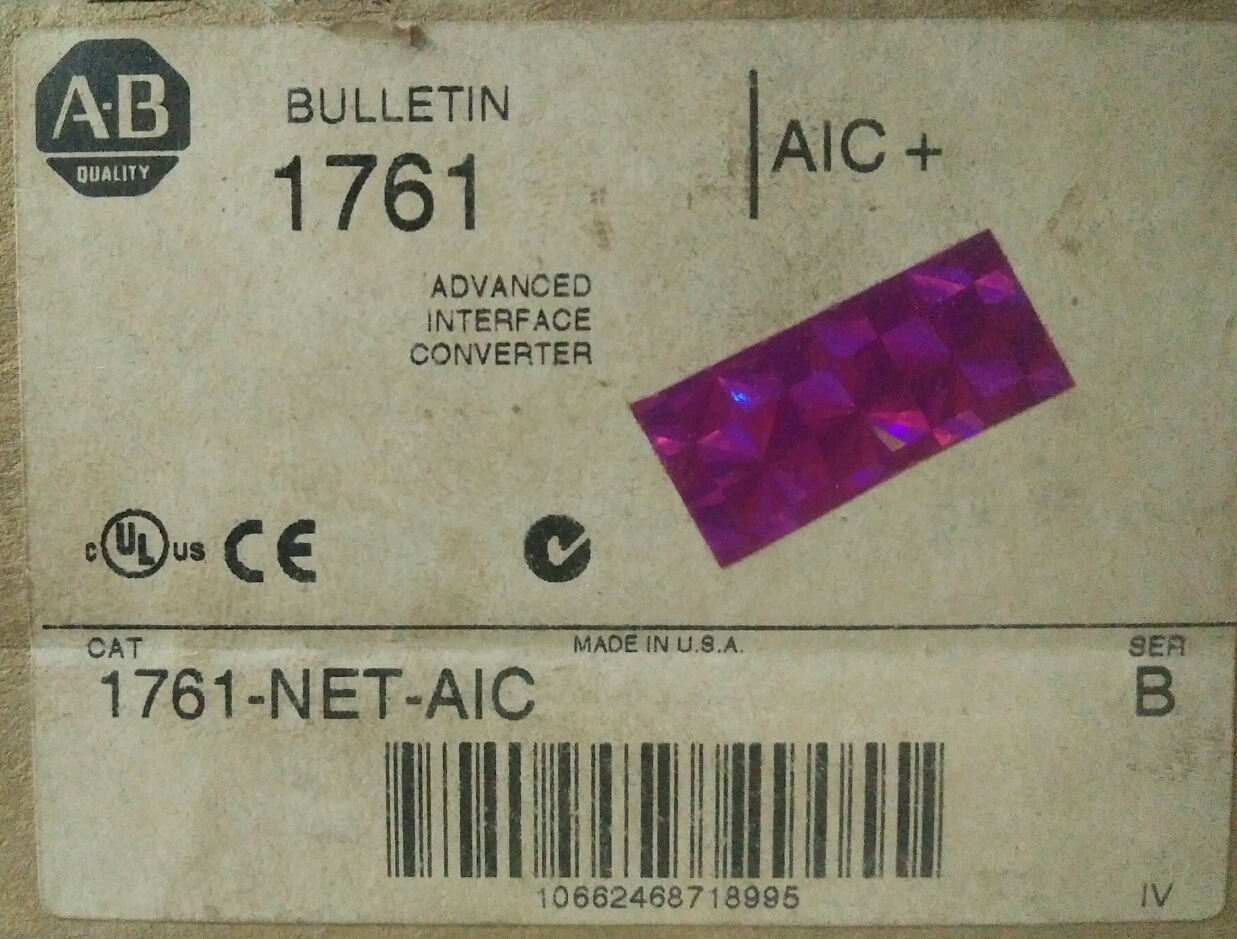 A-B
QUALITY
BULLETIN
1761
AIC +
ADVANCED
INTERFACE
CONVERTER
C UL US CE
CAT
MADE IN U.S.A.
SER
1761-NET-AIC
B
10662468718995
IV